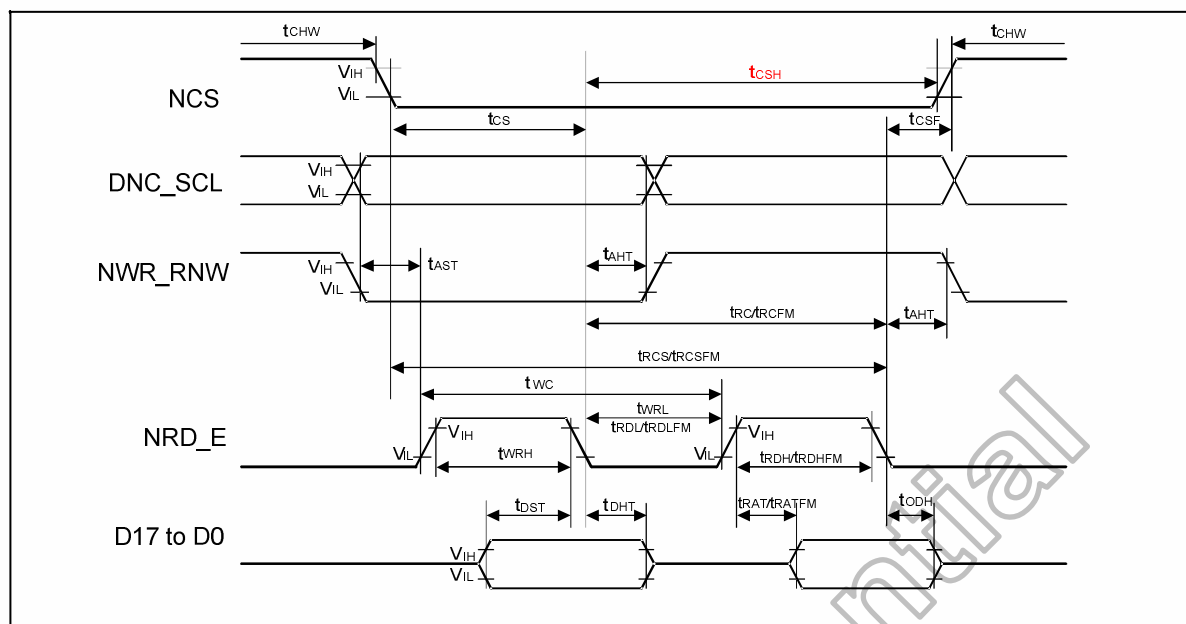 tCHW
tCHW
VIH
tCSH
NCS
VIL
tCS
tCSF
VIH
DNC_SCL
VIL
NWR_RNW
VIH
tAST
tAHT
VIL
tRC/tRCFM
tAHT
tRCS/tRCSFM
tWC
tWRL
NRD_E
VIH
tRDL/tRDLFM
VIH
VIL
tWRH
VIL
tRDH/tRDHFM
tDST
tDHT
tRAT/tRATFM
tODH
D17 to D0
VIH
VIL